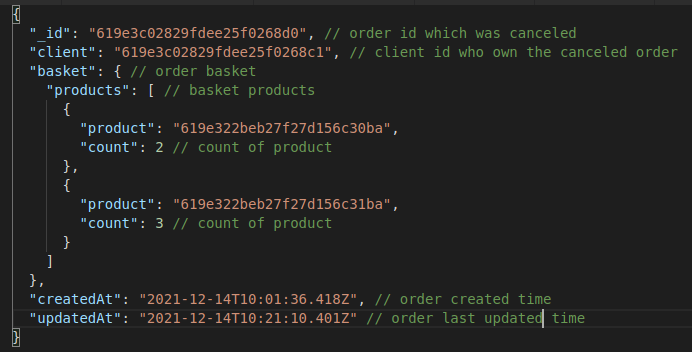 {
  "_id": "619e3c02829fdee25f0268d0", // order id which was canceled
  "client": "619e3c02829fdee25f0268c1", // client id who own the canceled order
  "basket": { // order basket
    "products": [ // basket products
      {
        "product": "619e322beb27f27d156c30ba",
        "count": 2 // count of product
      },
      {
        "product": "619e322beb27f27d156c31ba",
        "count": 3 // count of product
      }
    ]
  },
  "createdAt": "2021-12-14T10:01:36.418Z", // order created time
  "updatedAt": "2021-12-14T10:21:10.401Z" // order last updated time
}